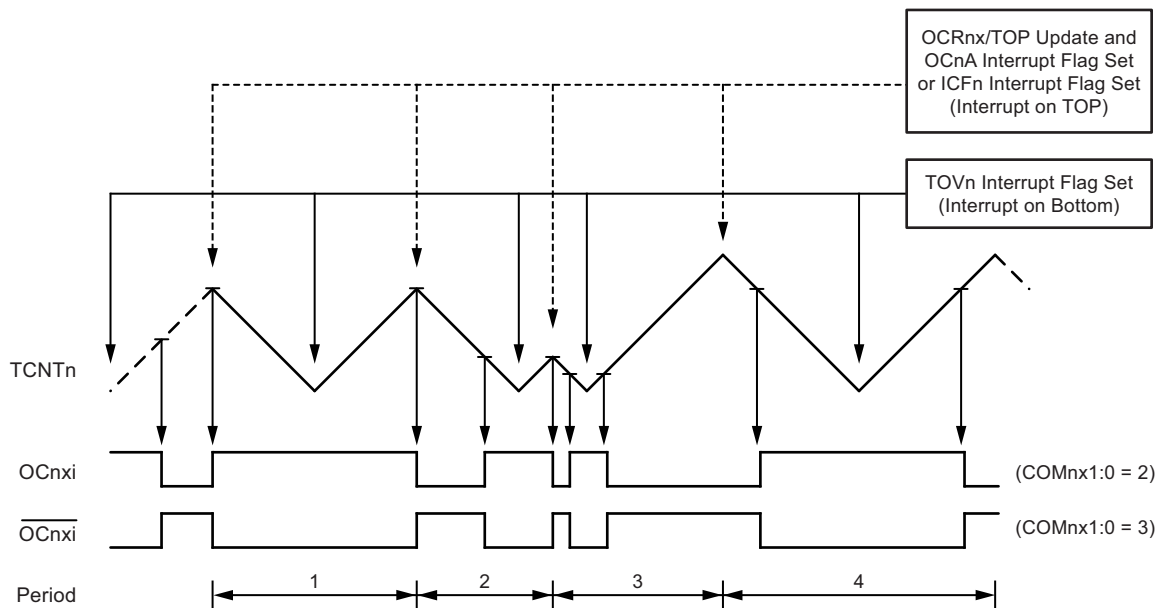 OCRnx/TOP Update and
OCnA Interrupt Flag Set
or ICFn Interrupt Flag Set
(Interrupt on TOP)
TOVn Interrupt Flag Set
(Interrupt on Bottom)
TCNTn
OCnxi
(COMnx1:0 = 2)
OCnxi
(COMnx1:0 = 3)
Period
1
2
3
4